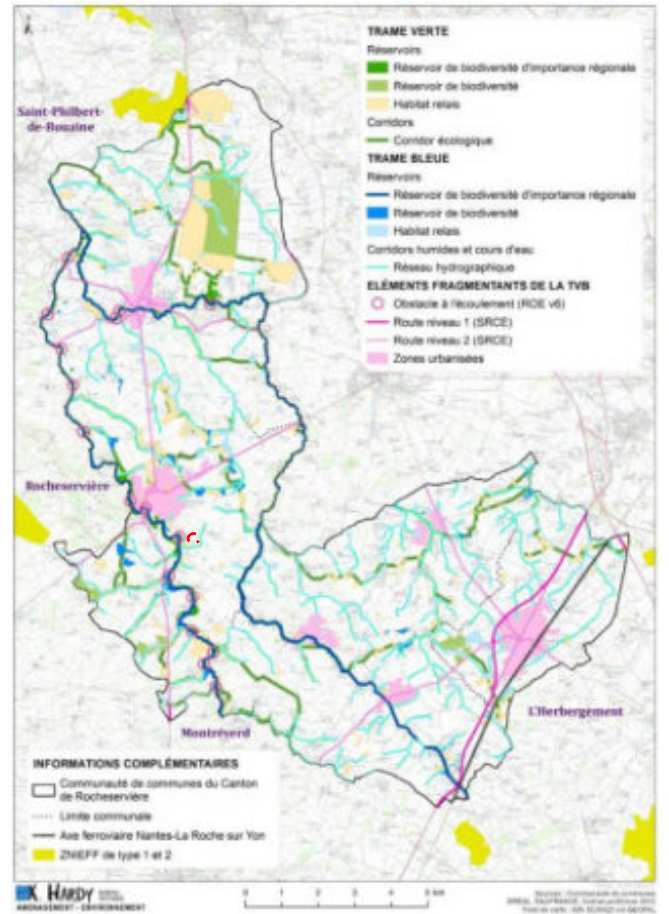 TRAME VERTE
Réservoirs
Réservoir de biodiversité d'importance régionale
Réservoir de biodiversité
Habitat relais
Corridors
Corridor écologique
TRAME BLEUE
Réservoirs
Réservoir de biodiversité d'importance régionale
Réservoir de biodiversité
Habitat relais
Corridors humides et cours d'eau
Réseau hydrographique
ELÉMENTS FRAGMENTANTS DE LA TVB
Obstacle à l'écoulement (ROE v6)
Route niveau 1 (SRCE)
Route niveau 2 (SRCE)
Zones urbanisées
Saint-Philbert-
de-Bouaine
Rocheservière
L'Herbergement
Montréverd
INFORMATIONS COMPLÉMENTAIRES
Communauté de communes du Canton
de Rocheservière
Limite communale
Axe ferroviaire Nantes-La Roche sur Yon
ZNIEFF de type 1 et 2
HARDY
AMENAGEMENT - ENVIRONNEMENT
0 1 2 3 4 5 km